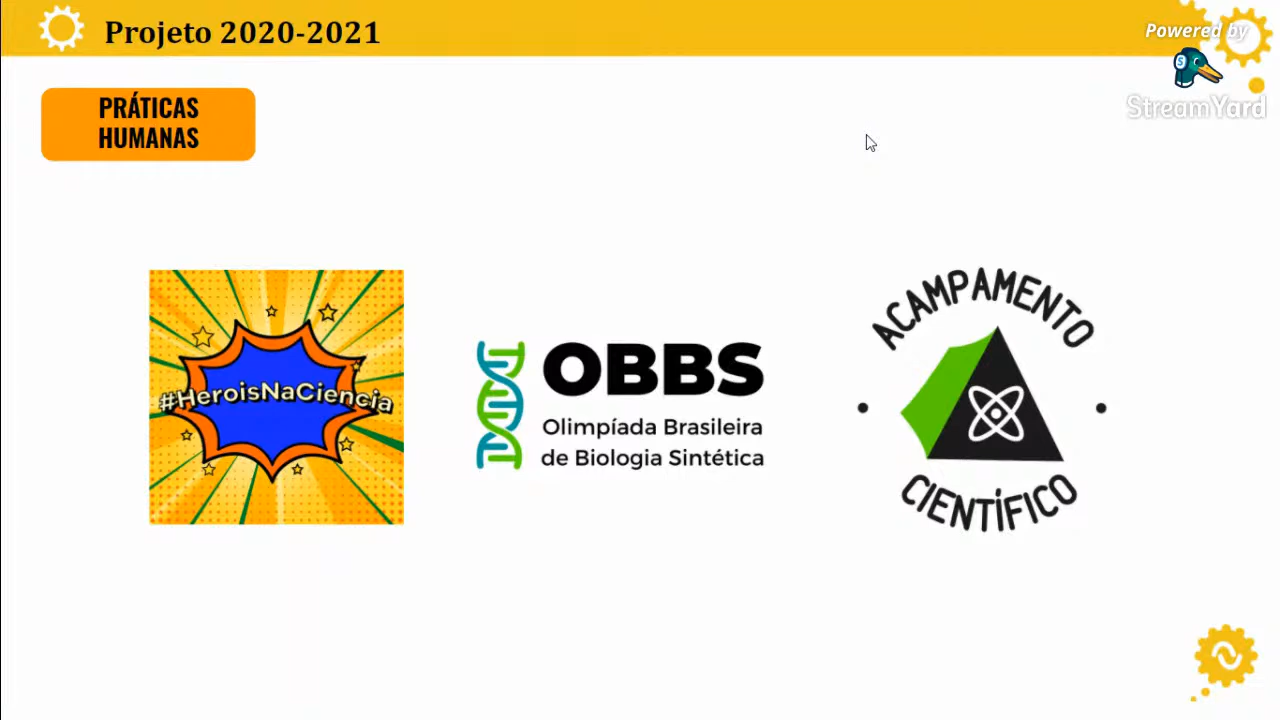 Projeto 2020-2021
Powered by
StreamYard
PRÁTICAS
HUMANAS
#HeroisNaCiencia
OBBS
Olimpíada Brasileira
de Biologia Sintética
ACAMPAMENTO
CIENTÍFICO